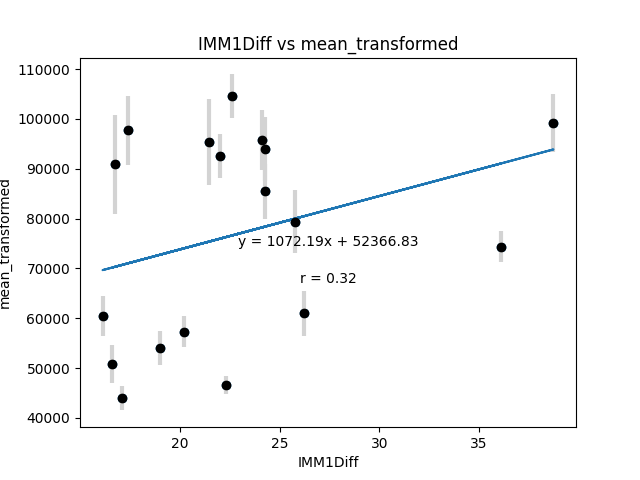 IMM1Diff vs mean_transformed
mean_transformed
110000
100000
90000
80000
70000
60000
50000
40000
y = 1072.19x + 52366.83
r = 0.32
20
25
30
35
IMM1Diff